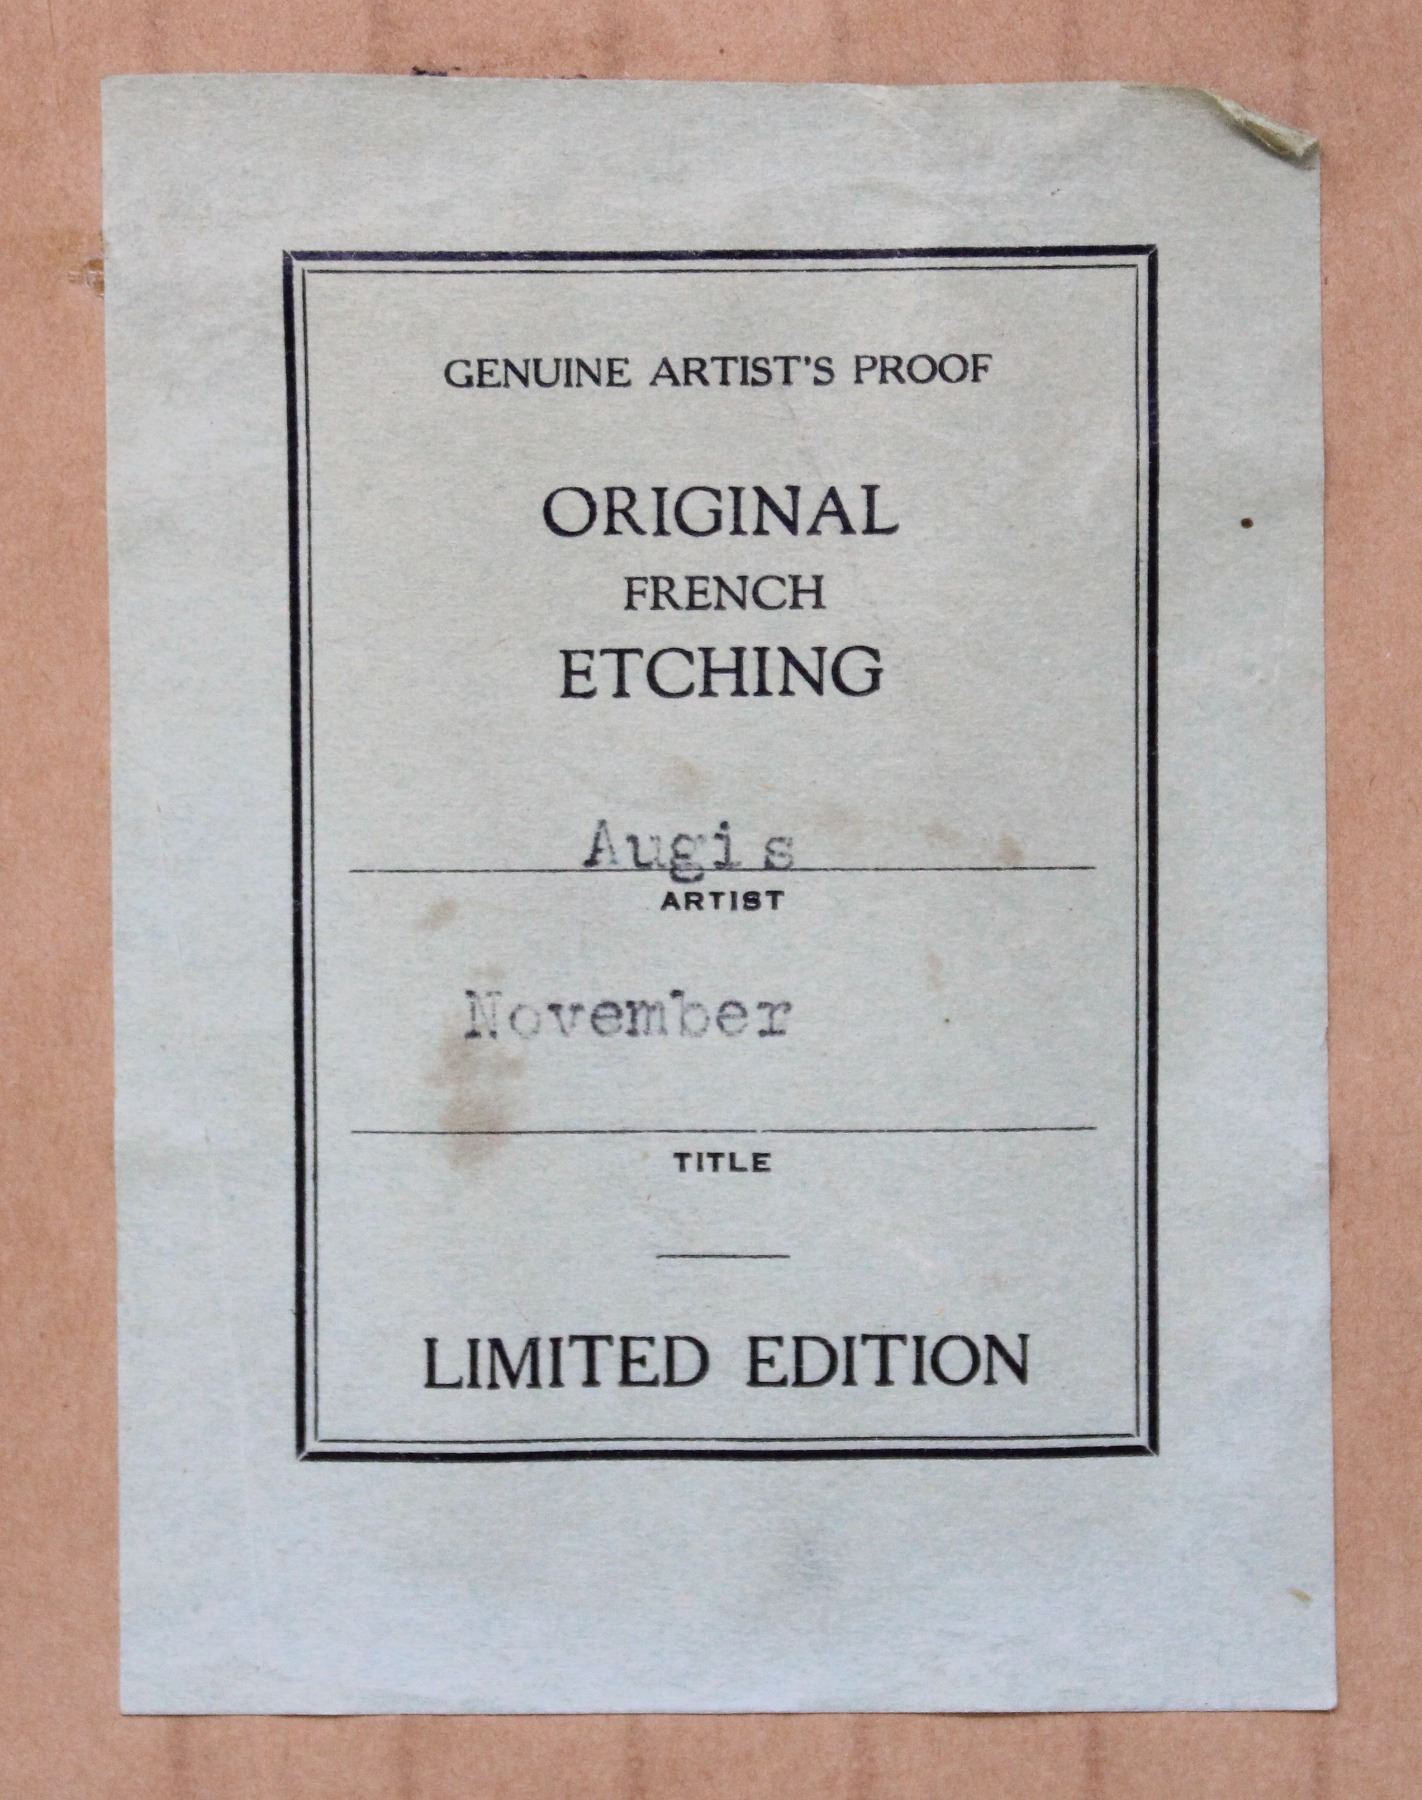 GENUINE ARTIST'S PROOF
ORIGINAL
FRENCH
ETCHING
Augis
ARTIST
November
TITLE
LIMITED EDITION